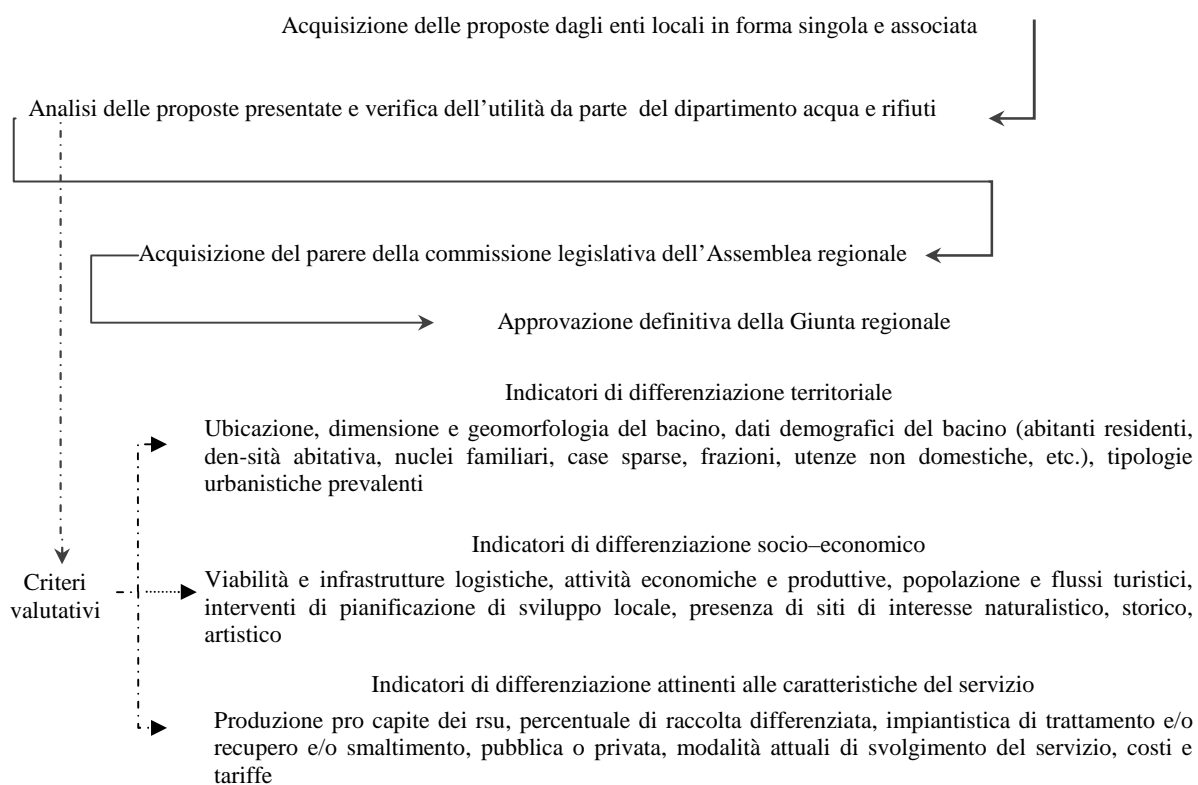 Acquisizione delle proposte dagli enti locali in forma singola e associata
Analisi delle proposte presentate e verifica dell’utilità da parte del dipartimento acqua e rifiuti
Acquisizione del parere della commissione legislativa dell’Assemblea regionale
Approvazione definitiva della Giunta regionale
Indicatori di differenziazione territoriale
Ubicazione, dimensione e geomorfologia del bacino, dati demografici del bacino (abitanti residenti,
den-sità abitativa, nuclei familiari, case sparse, frazioni, utenze non domestiche, etc.), tipologie
urbanistiche prevalenti
Indicatori di differenziazione socio–economico
Criteri
valutativi
Viabilità e infrastrutture logistiche, attività economiche e produttive, popolazione e flussi turistici,
interventi di pianificazione di sviluppo locale, presenza di siti di interesse naturalistico, storico,
artistico
Indicatori di differenziazione attinenti alle caratteristiche del servizio
Produzione pro capite dei rsu, percentuale di raccolta differenziata, impiantistica di trattamento e/o
recupero e/o smaltimento, pubblica o privata, modalità attuali di svolgimento del servizio, costi e
tariffe